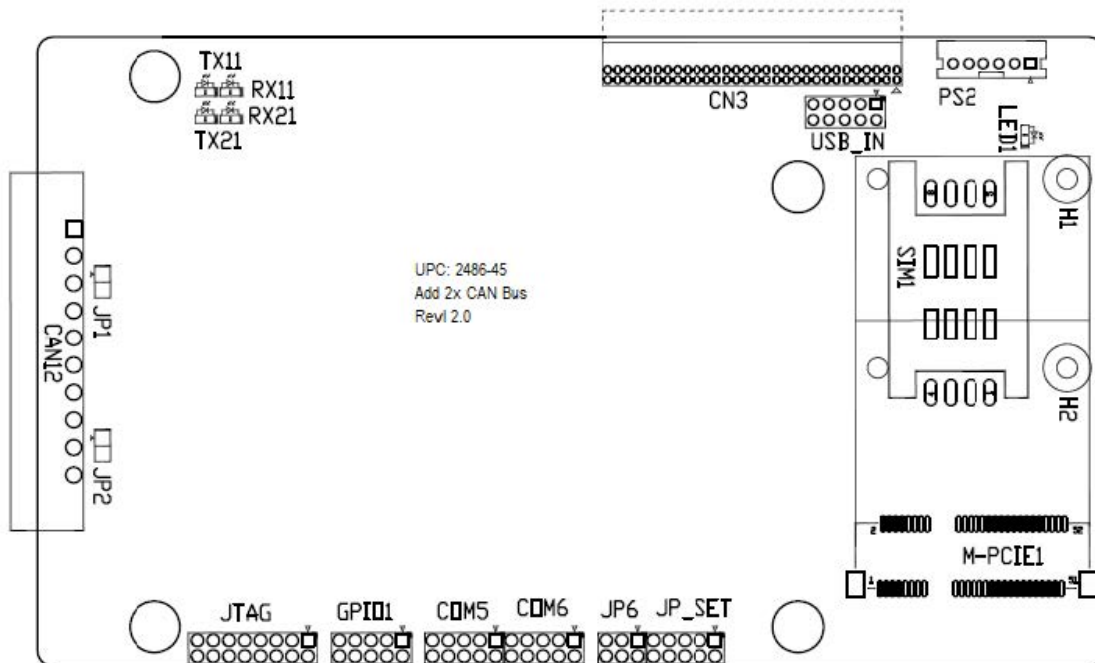 TX11
RX11
RX21
TX21
CN3
PS2
USB_IN
LED1
H1
SIM1
UPC: 2486-45
Add 2x CAN Bus
Revl 2.0
JP1
CAN12
H2
JP2
M-PCIE1
JTAG
GPIO1
COM5
COM6
JP6
JP_SET